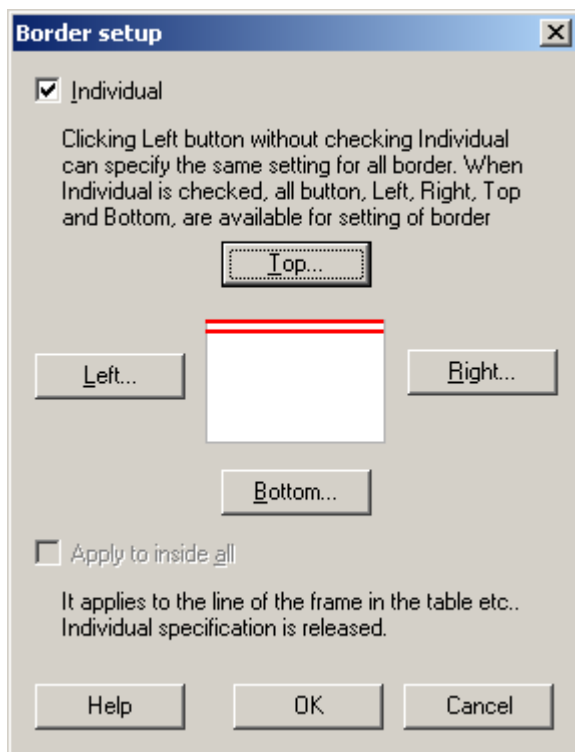 Border setup
Individual
Clicking Left button without checking Individual
can specify the same setting for all border. When
Individual is checked, all button, Left, Right, Top
and Bottom, are available for setting of border
Top...
Left...
Right...
Bottom...
Apply to inside all
It applies to the line of the frame in the table etc..
Individual specification is released.
Help
OK
Cancel